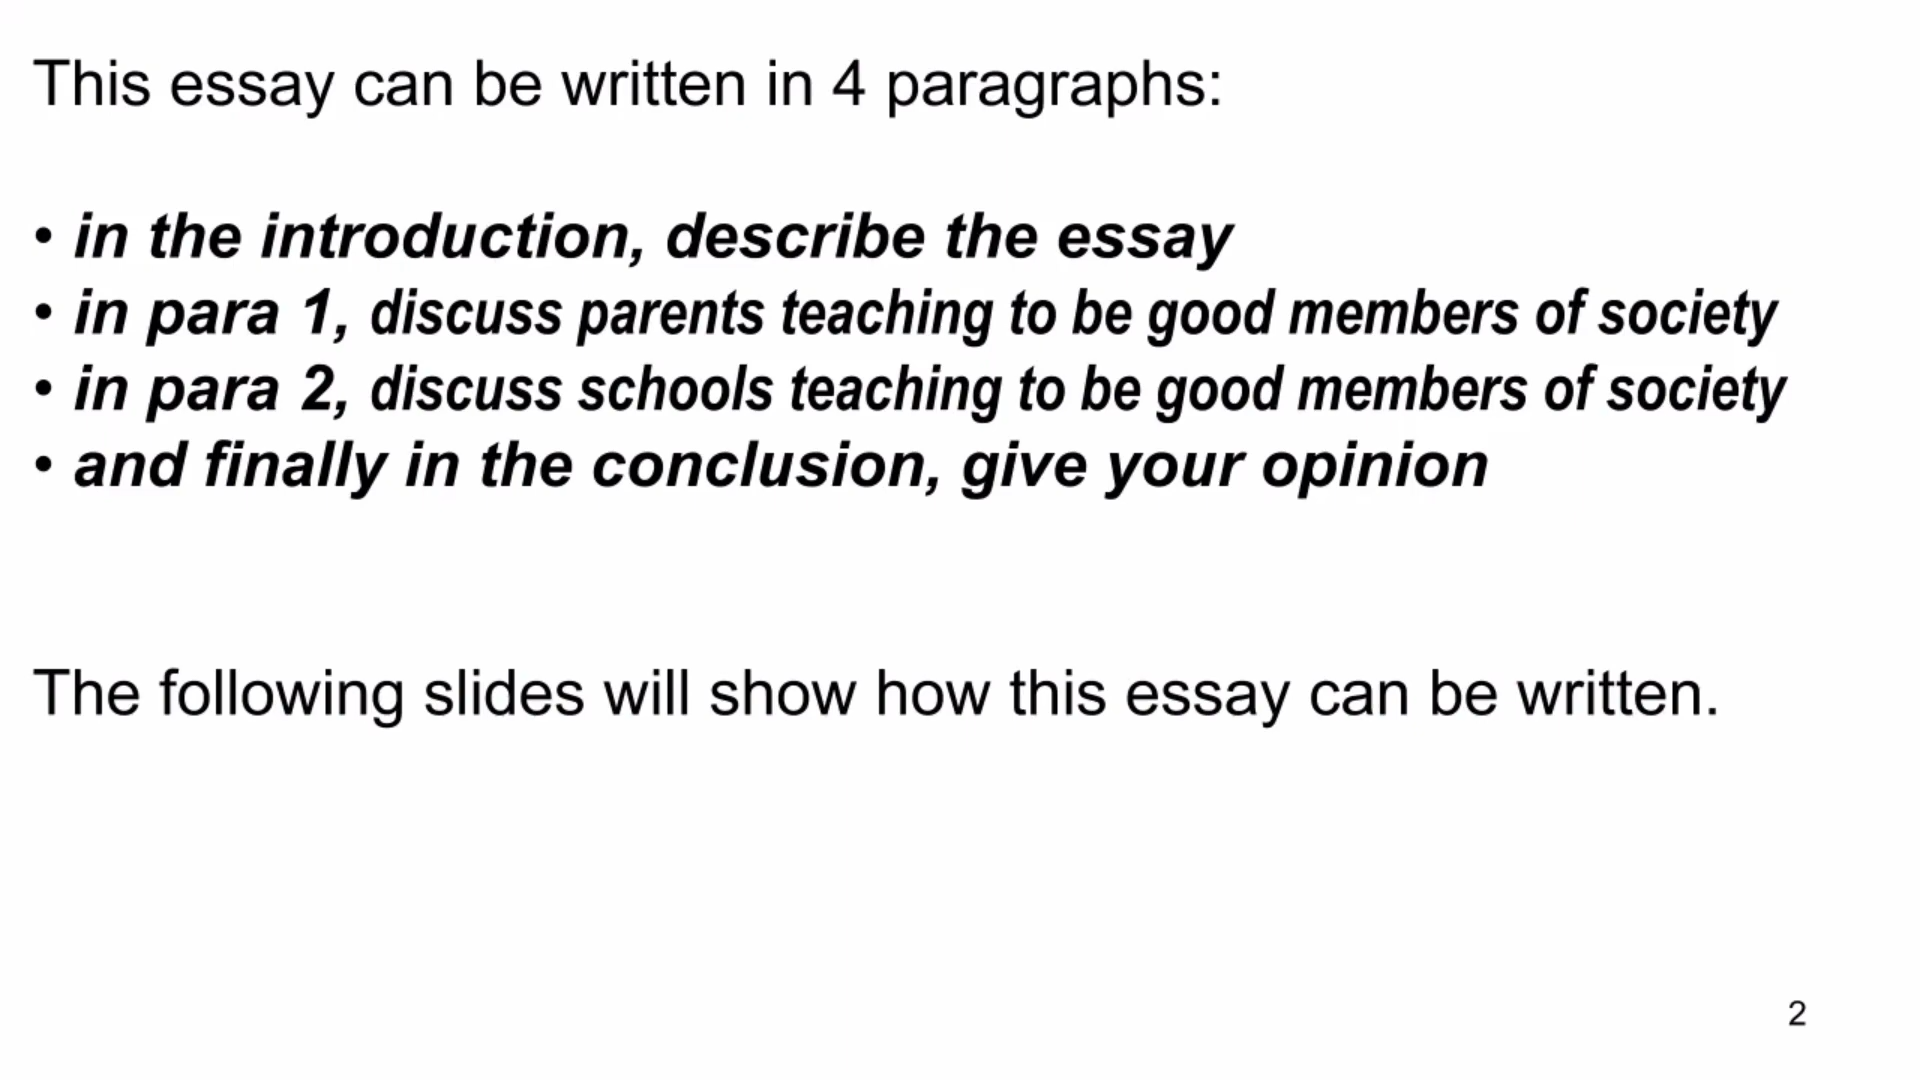 This essay can be written in 4 paragraphs:
• in the introduction, describe the essay
• in para 1, discuss parents teaching to be good members of society
• in para 2, discuss schools teaching to be good members of society
• and finally in the conclusion, give your opinion
The following slides will show how this essay can be written.
2